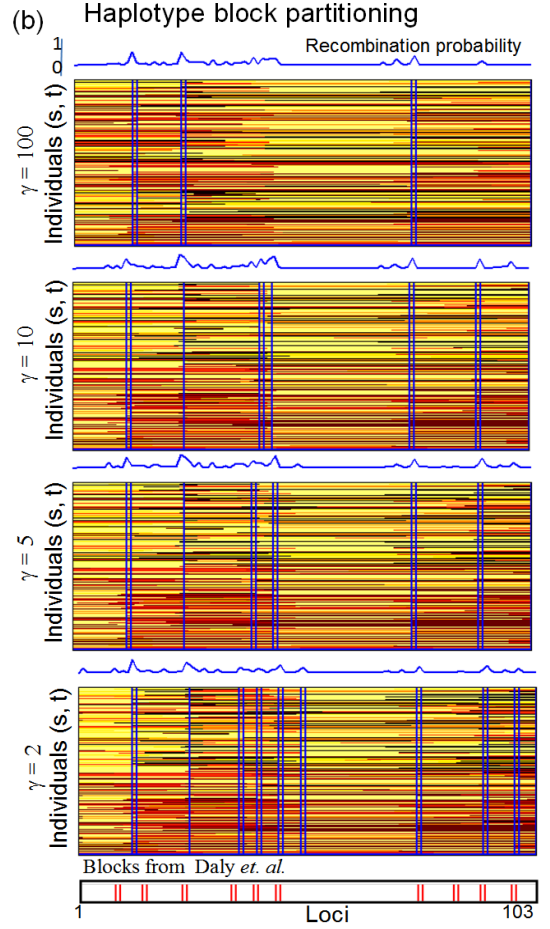 (b) Haplotype block partitioning
1
0
Recombination probability
γ = 100
Individuals (s, t)
γ = 10
Individuals (s, t)
γ = 5
Individuals (s, t)
γ = 2
Individuals (s, t)
Blocks from Daly et. al.
1 Loci 103